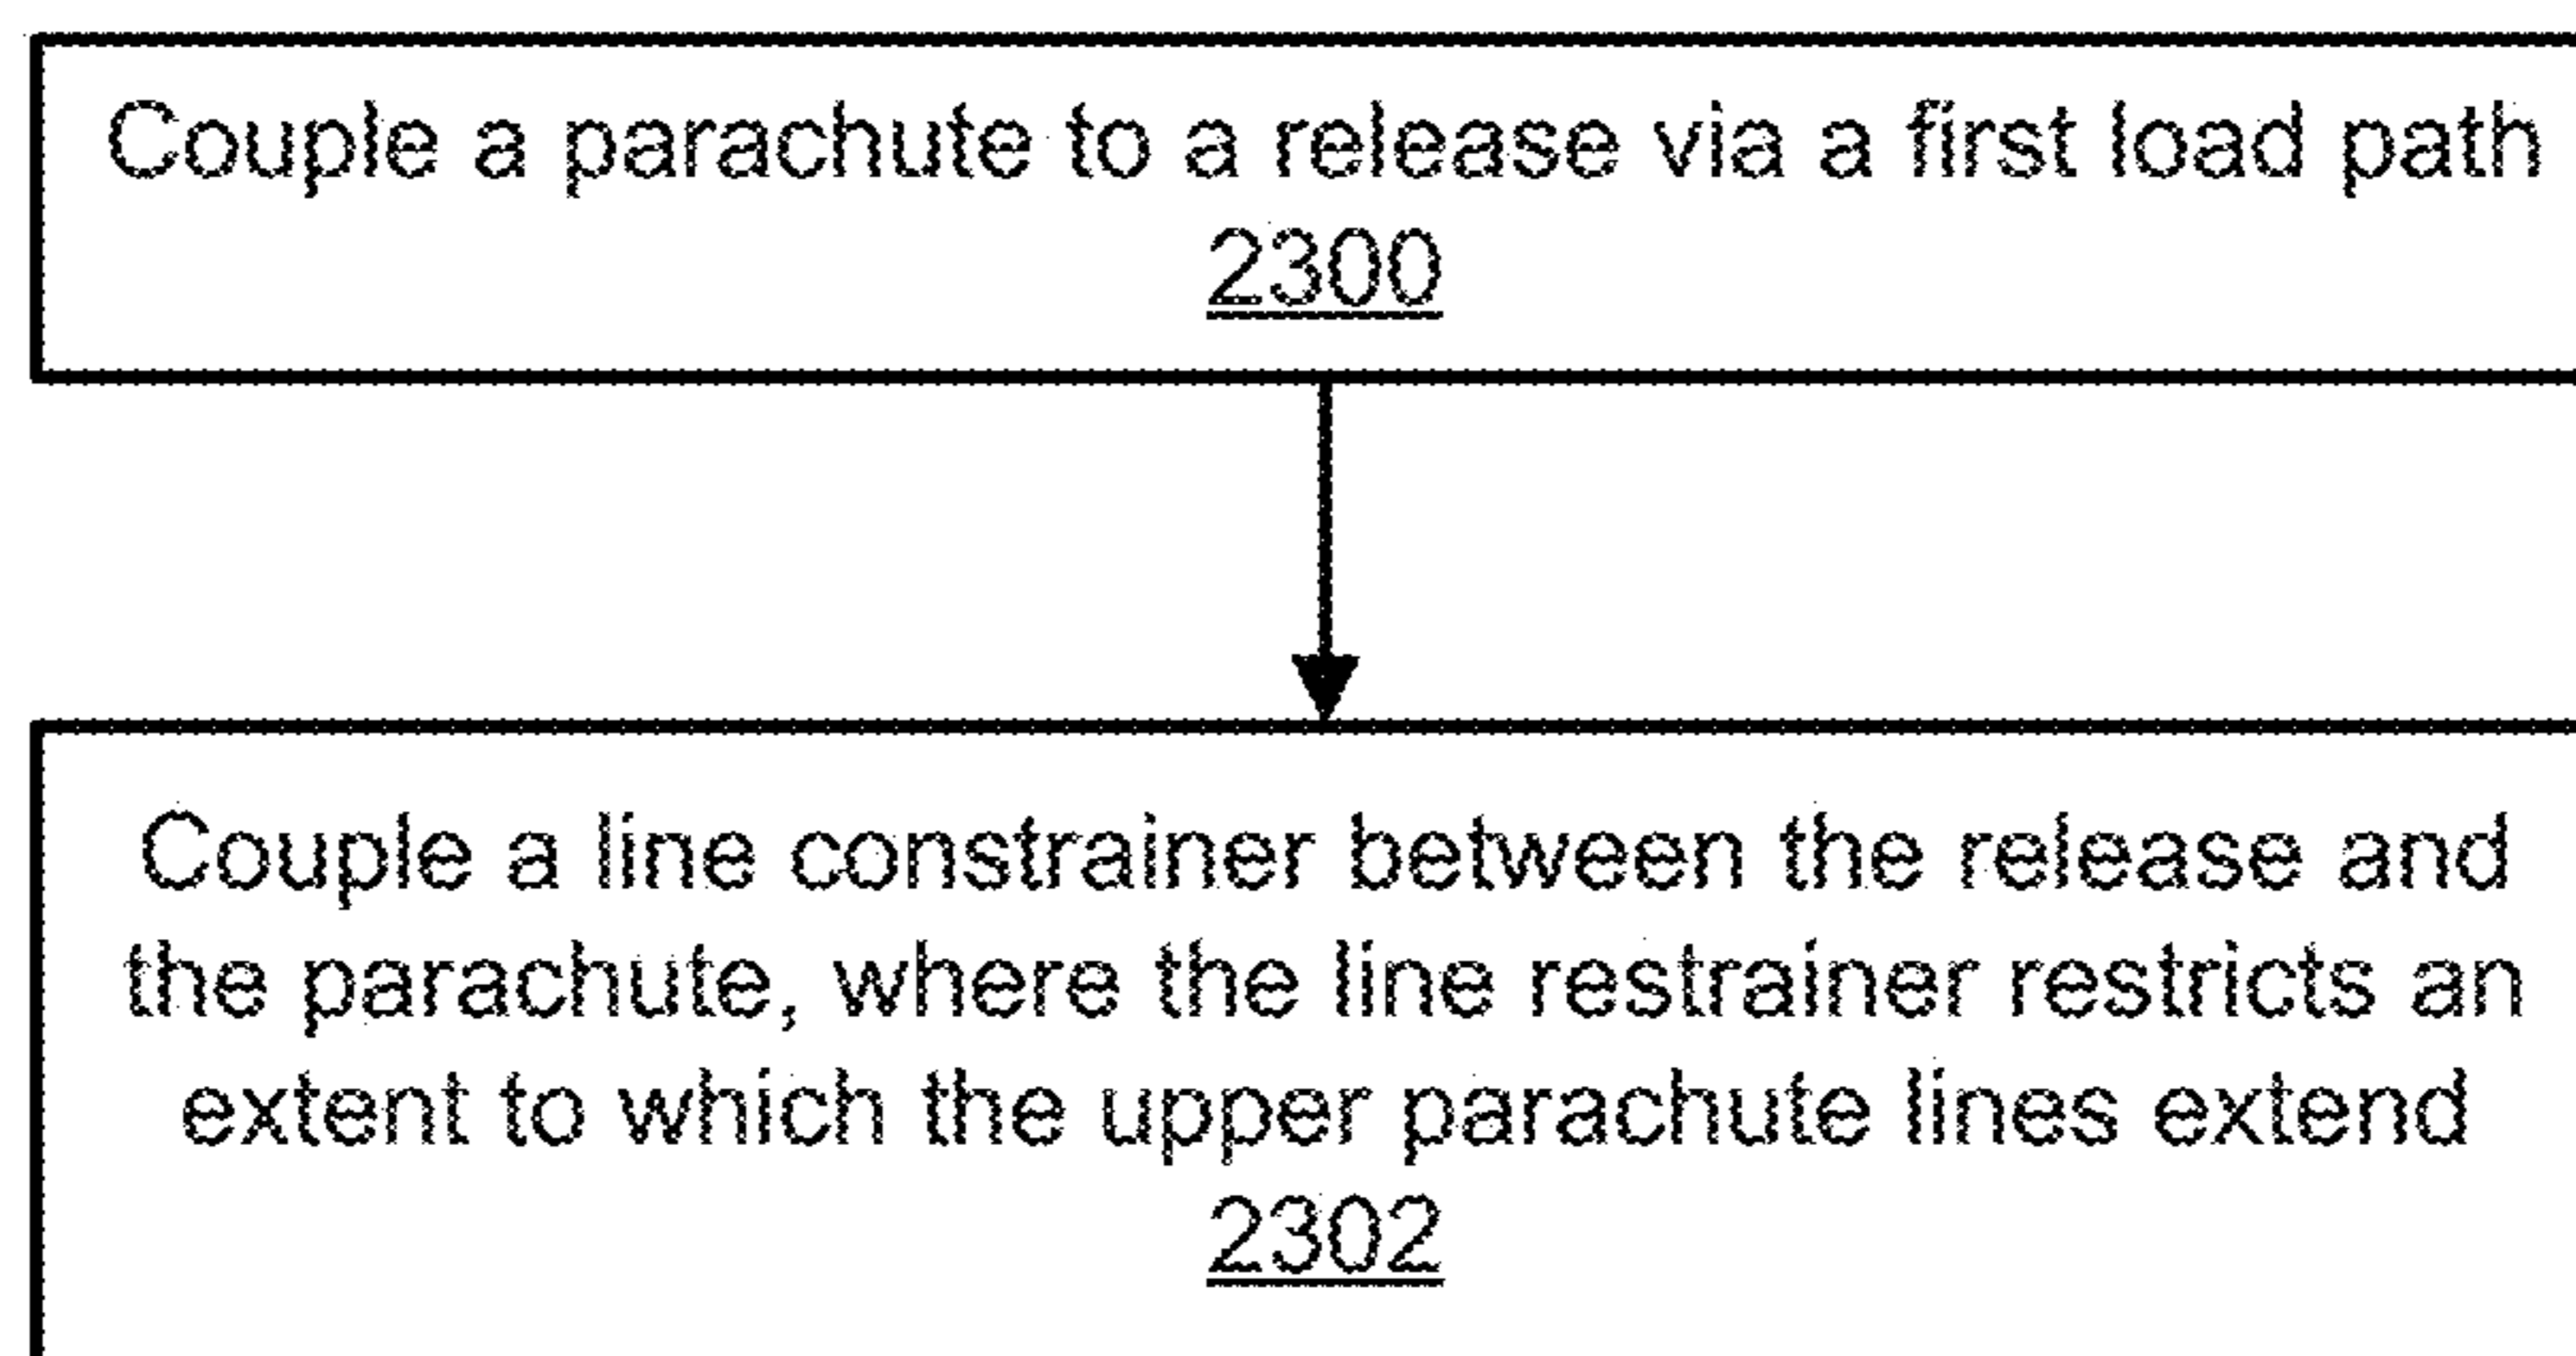 Couple a parachute to a release via a first load path
2300
Couple a line constrainer between the release and
the parachute, where the line restrainer restricts an
extent to which the upper parachute lines extend
2302